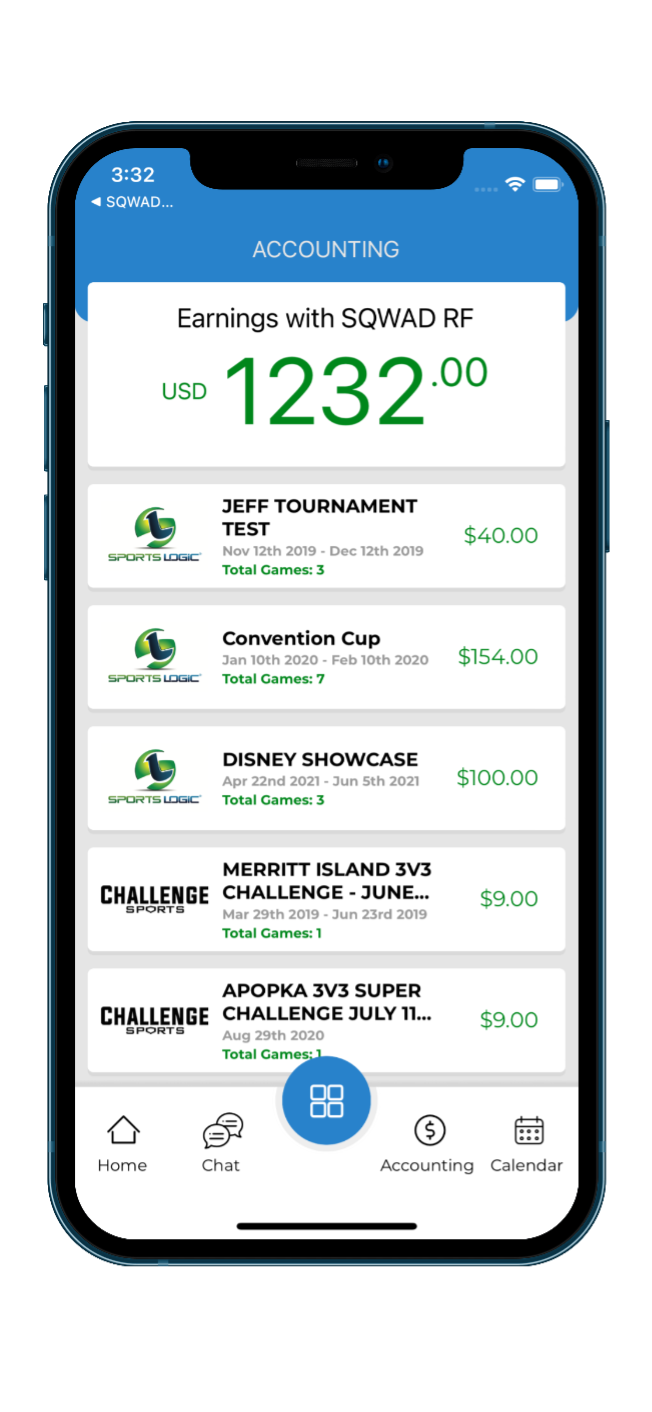 3:32
◀ SQWAD...
ACCOUNTING
Earnings with SQWAD RF
USD 1232.00
SPORTS LOGIC
JEFF TOURNAMENT
TEST
Nov 12th 2019 - Dec 12th 2019
Total Games: 3
$40.00
SPORTS LOGIC
Convention Cup
Jan 10th 2020 - Feb 10th 2020
Total Games: 7
$154.00
SPORTS LOGIC
DISNEY SHOWCASE
Apr 22nd 2021 - Jun 5th 2021
Total Games: 3
$100.00
CHALLENGE
SPORTS
MERRITT ISLAND 3V3
CHALLENGE - JUNE...
Mar 29th 2019 - Jun 23rd 2019
Total Games: 1
$9.00
CHALLENGE
SPORTS
APOPKA 3V3 SUPER
CHALLENGE JULY 11...
Aug 29th 2020
Total Games: 1
$9.00
Home
Chat
Accounting
Calendar